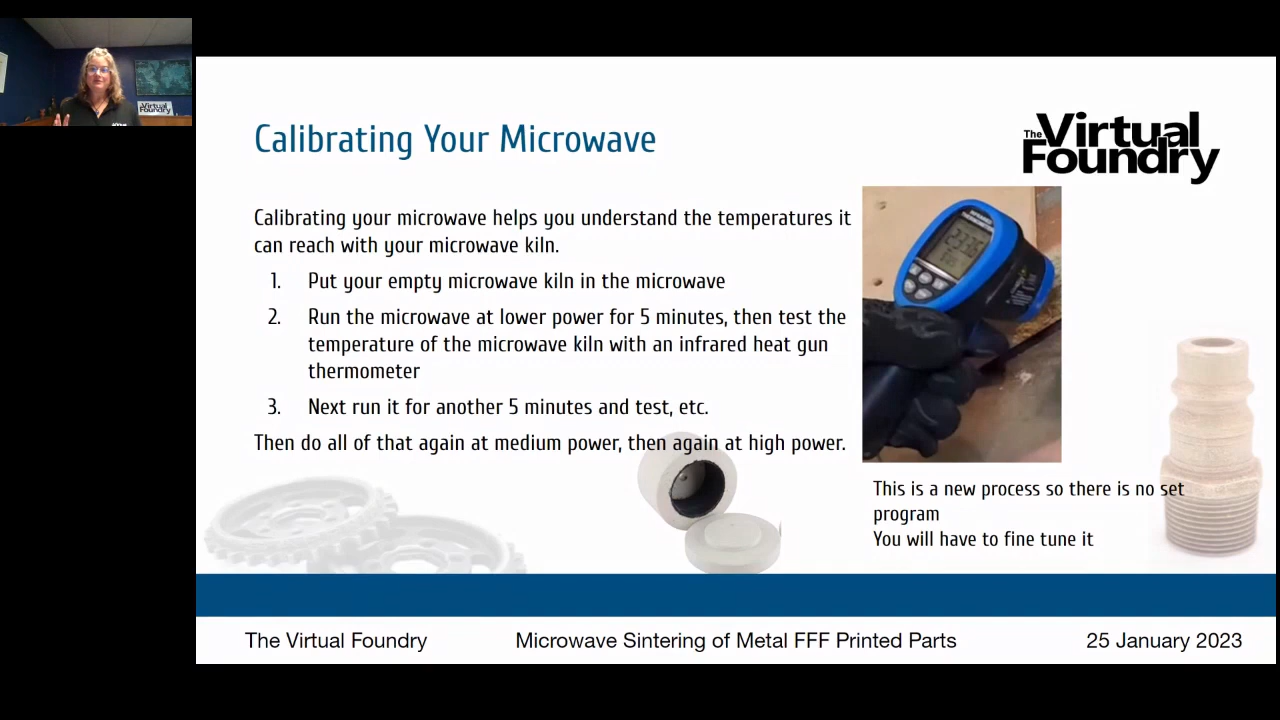 Virtual
Foundry
Calibrating Your Microwave
The Virtual
Foundry
Calibrating your microwave helps you understand the temperatures it
can reach with your microwave kiln.
1. Put your empty microwave kiln in the microwave
2. Run the microwave at lower power for 5 minutes, then test the
temperature of the microwave kiln with an infrared heat gun
thermometer
3. Next run it for another 5 minutes and test, etc.
Then do all of that again at medium power, then again at high power.
This is a new process so there is no set
program
You will have to fine tune it
The Virtual Foundry Microwave Sintering of Metal FFF Printed Parts 25 January 2023